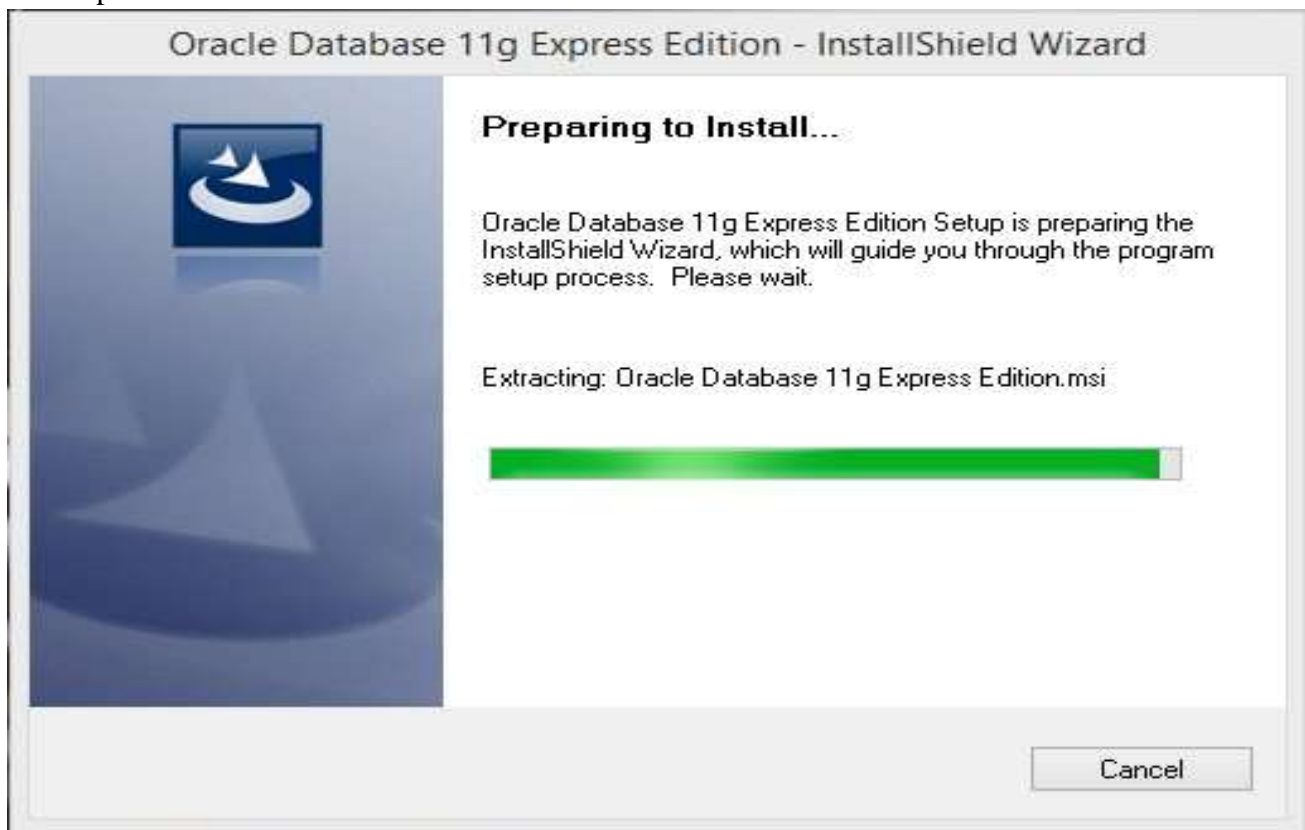 Oracle Database 11g Express Edition - InstallShield Wizard
Preparing to Install...
Oracle Database 11g Express Edition Setup is preparing the
InstallShield Wizard, which will guide you through the program
setup process. Please wait.
Extracting: Oracle Database 11g Express Edition.msi
Cancel